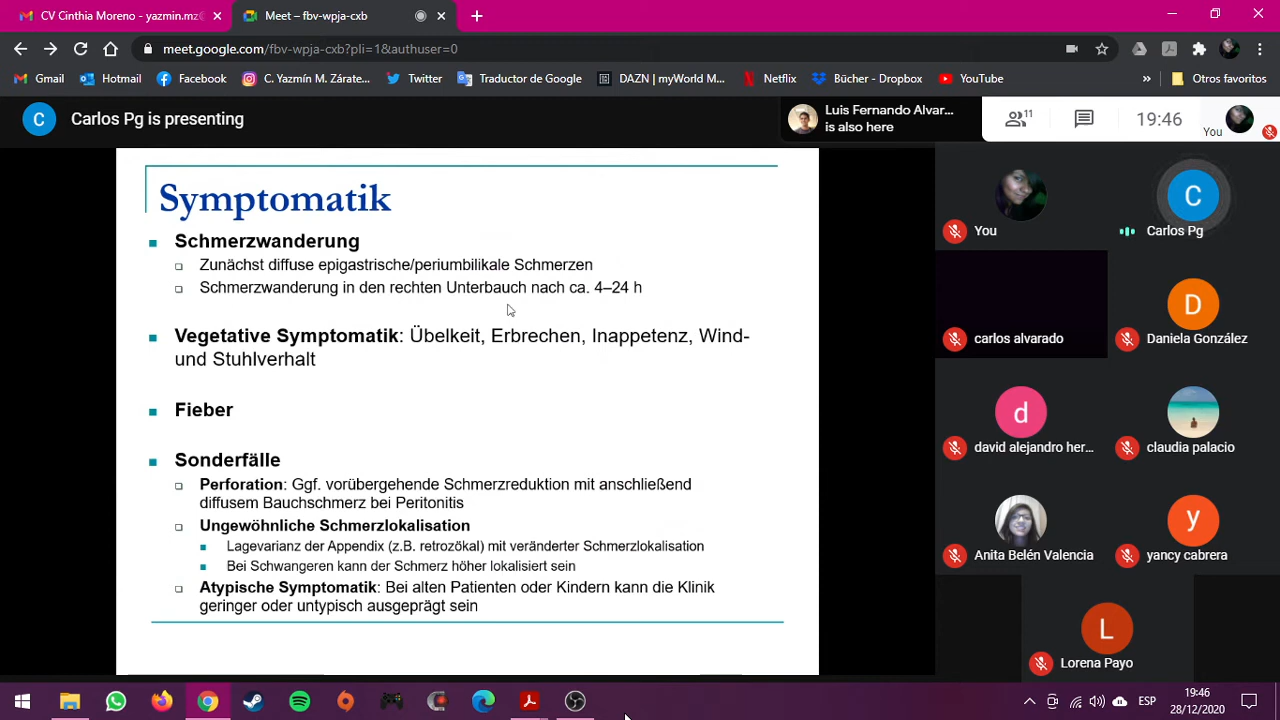 CV Cinthia Moreno - yazmin.mz
Meet – fbv-wpja-cxb
meet.google.com/fbv-wpja-cxb?pli=1&authuser=0
Gmail Hotmail Facebook C. Yazmín M. Zárate... Twitter Traductor de Google DAZN | myWorld M... Netflix Bücher - Dropbox YouTube » Otros favoritos
C Carlos Pg is presenting
Luis Fernando Alvar...
is also here
11
19:46
You
Symptomatik
Schmerzwanderung
Zunächst diffuse epigastrische/periumbilikale Schmerzen
Schmerzwanderung in den rechten Unterbauch nach ca. 4–24 h
Vegetative Symptomatik: Übelkeit, Erbrechen, Inappetenz, Wind-
und Stuhlverhalt
Fieber
Sonderfälle
Perforation: Ggf. vorübergehende Schmerzreduktion mit anschließend
diffusem Bauchschmerz bei Peritonitis
Ungewöhnliche Schmerzlokalisation
Lagevarianz der Appendix (z.B. retrozökal) mit veränderter Schmerzlokalisation
Bei Schwangeren kann der Schmerz höher lokalisiert sein
Atypische Symptomatik: Bei alten Patienten oder Kindern kann die Klinik
geringer oder untypisch ausgeprägt sein
C
You Carlos Pg
D
carlos alvarado Daniela González
d
david alejandro her... claudia palacio
y
Anita Belén Valencia yancy cabrera
L
Lorena Payo
ESP
19:46
28/12/2020